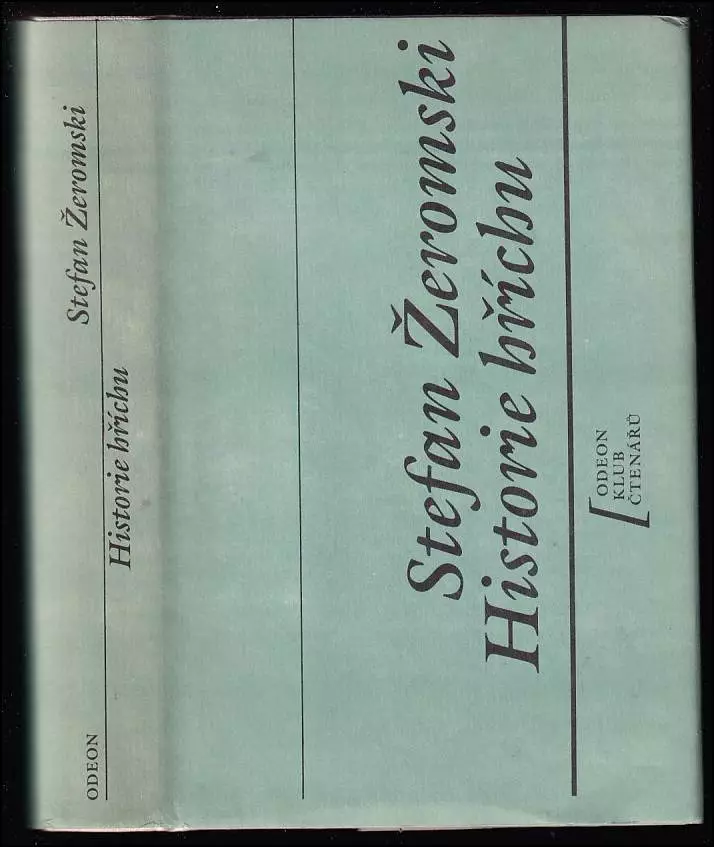 Stefan Žeromski
Historie hříchu
ODEON
Stefan Žeromski
Historie hříchu
ODEON
KLUB
ČTENÁŘŮ